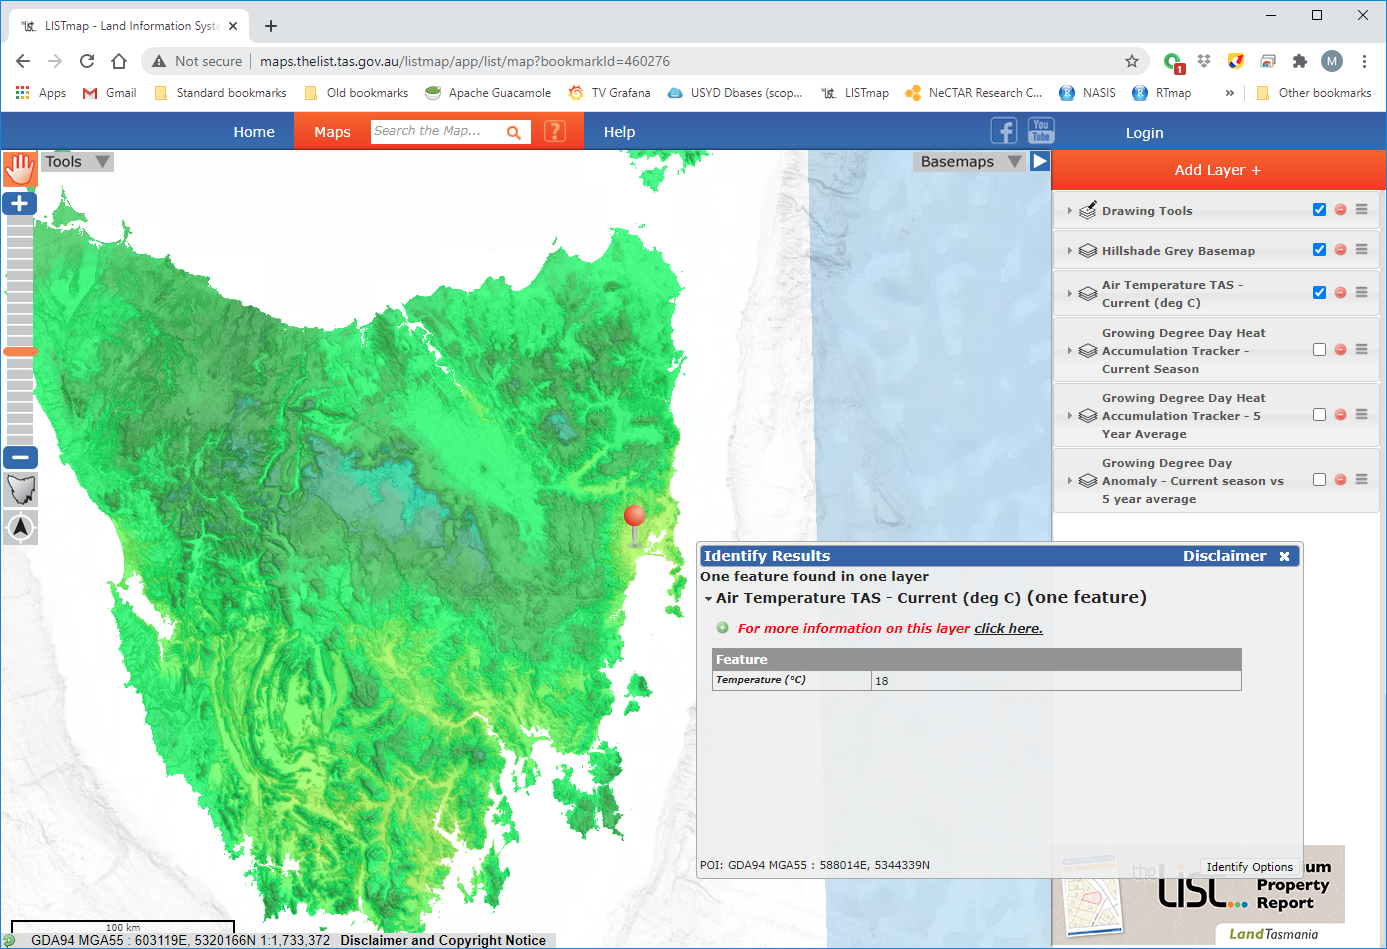 LISTmap - Land Information Syste
Not secure
maps.thelist.tas.gov.au/listmap/app/list/map?bookmarkId=460276
1
M
Apps
Gmail
Standard bookmarks
Old bookmarks
Apache Guacamole
TV Grafana
USYD Dbases (scop...
LISTmap
NeCTAR Research C...
NASIS
RTmap
»
Other bookmarks
Home
Maps
Search the Map...
?
Help
f
You
Tube
Login
Tools
Basemaps
Add Layer +
Drawing Tools
Hillshade Grey Basemap
Air Temperature TAS -
Current (deg C)
Growing Degree Day Heat
Accumulation Tracker -
Current Season
Growing Degree Day Heat
Accumulation Tracker - 5
Year Average
Growing Degree Day
Anomaly - Current season vs
5 year average
Identify Results
Disclaimer
One feature found in one layer
Air Temperature TAS - Current (deg C) (one feature)
For more information on this layer click here.
Feature
Temperature (°C)
18
POI: GDA94 MGA55 : 588014E, 5344339N
Identify Options
the
LIST
um
Property
Report
LandTasmania
100 km
GDA94 MGA55 : 603119E, 5320166N 1:1,733,372 Disclaimer and Copyright Notice